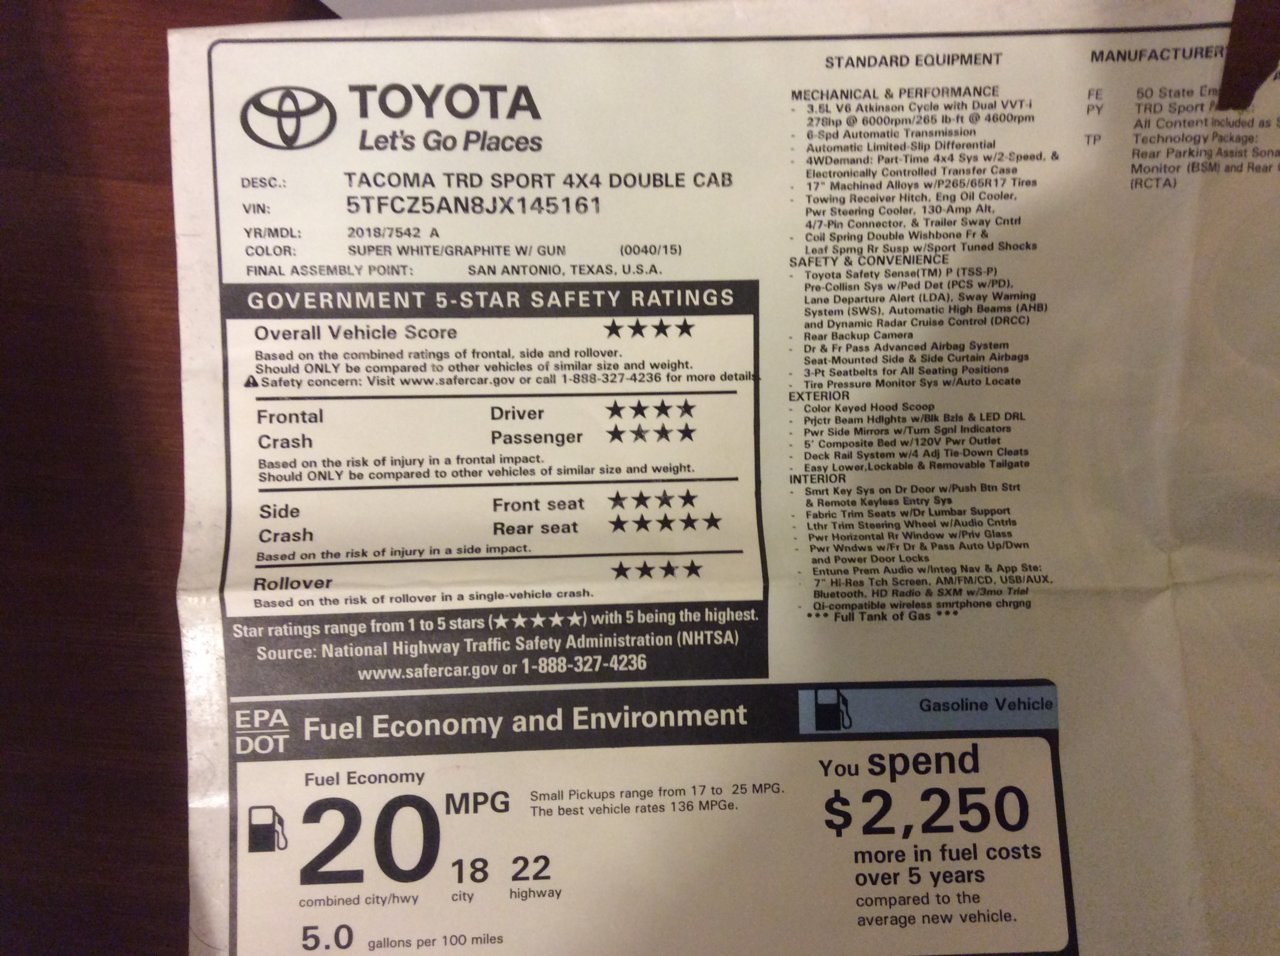 TOYOTA
Let's Go Places
DESC.: TACOMA TRD SPORT 4X4 DOUBLE CAB
VIN: 5TFCZ5AN8JX145161
YR/MDL: 2018/7542 A
COLOR: SUPER WHITE/GRAPHITE W/ GUN (0040/15)
FINAL ASSEMBLY POINT: SAN ANTONIO, TEXAS, U.S.A.
GOVERNMENT 5-STAR SAFETY RATINGS
Overall Vehicle Score ★★★★
Based on the combined ratings of frontal, side and rollover.
Should ONLY be compared to other vehicles of similar size and weight.
Safety concern: Visit www.safercar.gov or call 1-888-327-4236 for more details.
Frontal Driver ★★★★
Crash Passenger ★★★★
Based on the risk of injury in a frontal impact.
Should ONLY be compared to other vehicles of similar size and weight.
Side Front seat ★★★★
Crash Rear seat ★★★★★
Based on the risk of injury in a side impact.
Rollover ★★★★
Based on the risk of rollover in a single-vehicle crash.
Star ratings range from 1 to 5 stars (★★★★★) with 5 being the highest.
Source: National Highway Traffic Safety Administration (NHTSA)
www.safercar.gov or 1-888-327-4236
STANDARD EQUIPMENT
MECHANICAL & PERFORMANCE
- 3.5L V6 Atkinson Cycle with Dual VVT-i
278hp @ 6000rpm/265 lb-ft @ 4600rpm
- 6-Spd Automatic Transmission
- Automatic Limited-Slip Differential
- 4WDemand: Part-Time 4x4 Sys w/2-Speed, &
Electronically Controlled Transfer Case
- 17" Machined Alloys w/P265/65R17 Tires
- Towing Receiver Hitch, Eng Oil Cooler,
Pwr Steering Cooler, 130-Amp Alt,
4/7-Pin Connector, & Trailer Sway Cntrl
- Coil Spring Double Wishbone Fr &
Leaf Sprng Rr Susp w/Sport Tuned Shocks
SAFETY & CONVENIENCE
- Toyota Safety Sense(TM) P (TSS-P)
Pre-Collisn Sys w/Ped Det (PCS w/PD),
Lane Departure Alert (LDA), Sway Warning
System (SWS), Automatic High Beams (AHB)
and Dynamic Radar Cruise Control (DRCC)
- Rear Backup Camera
- Dr & Fr Pass Advanced Airbag System
Seat-Mounted Side & Side Curtain Airbags
- 3-Pt Seatbelts for All Seating Positions
- Tire Pressure Monitor Sys w/Auto Locate
EXTERIOR
- Color Keyed Hood Scoop
- Prjctr Beam Hdlghts w/Blk Bzls & LED DRL
- Pwr Side Mirrors w/Turn Sgnl Indicators
- 5' Composite Bed w/120V Pwr Outlet
- Deck Rail System w/4 Adj Tie-Down Cleats
- Easy Lower,Lockable & Removable Tailgate
INTERIOR
- Smrt Key Sys on Dr Door w/Push Btn Strt
& Remote Keyless Entry Sys
- Fabric Trim Seats w/Dr Lumbar Support
- Lthr Trim Steering Wheel w/Audio Cntrls
- Pwr Horizontal Rr Window w/Priv Glass
- Pwr Wndws w/Fr Dr & Pass Auto Up/Dwn
and Power Door Locks
- Entune Prem Audio w/Integ Nav & App Ste:
- 7" Hi-Res Tch Screen, AM/FM/CD, USB/AUX,
Bluetooth, HD Radio & SXM w/3mo Trial
- Qi-compatible wireless smrtphone chrgng
*** Full Tank of Gas ***
MANUFACTURER
FE 50 State Em
PY TRD Sport
All Content included as S
TP Technology Package:
Rear Parking Assist Sona
Monitor (BSM) and Rear
(RCTA)
EPA
DOT
Fuel Economy and Environment
Gasoline Vehicle
Fuel Economy
20 MPG
Small Pickups range from 17 to 25 MPG.
The best vehicle rates 136 MPGe.
18 22
combined city/hwy city highway
5.0 gallons per 100 miles
You spend
$2,250
more in fuel costs
over 5 years
compared to the
average new vehicle.